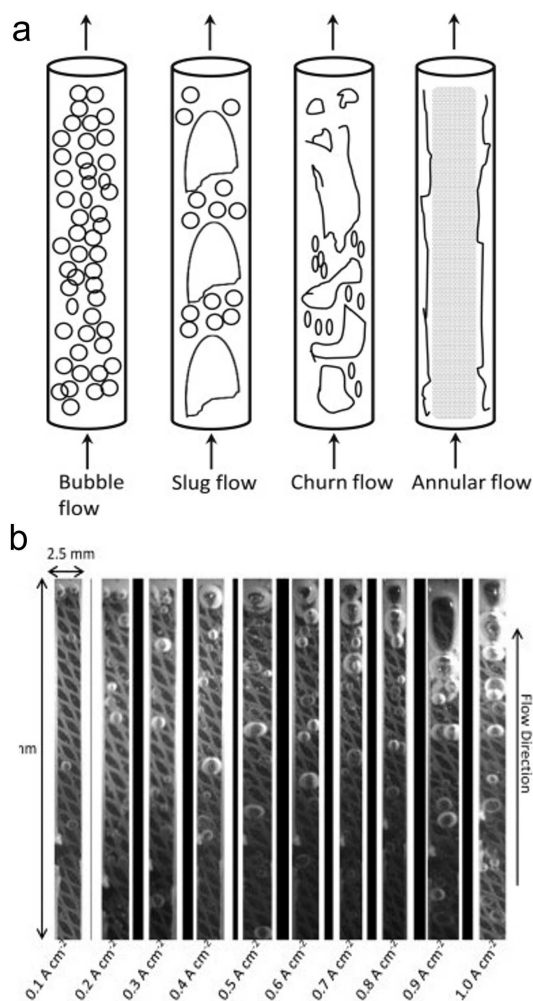 a
Bubble
flow
Slug flow
Churn flow
Annular flow
b
2.5 mm
Flow Direction
0.1 A cm⁻²
0.2 A cm⁻²
0.3 A cm⁻²
0.4 A cm⁻²
0.5 A cm⁻²
0.6 A cm⁻²
0.7 A cm⁻²
0.8 A cm⁻²
0.9 A cm⁻²
1.0 A cm⁻²